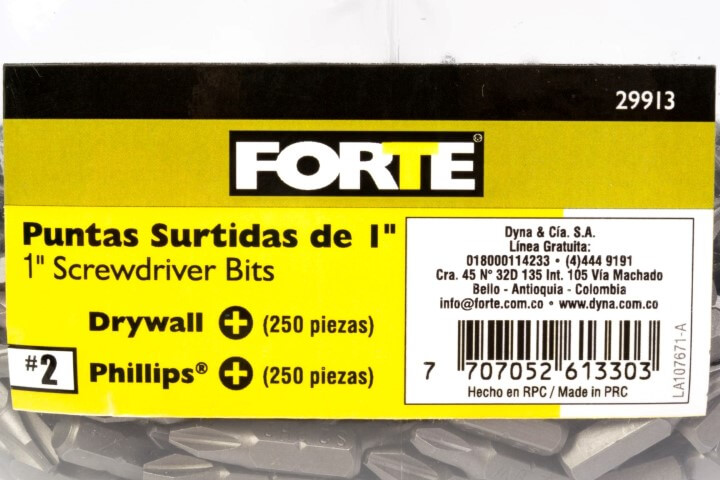 29913
FORTE®
Puntas Surtidas de 1"
1" Screwdriver Bits
Drywall (250 piezas)
#2
Phillips® (250 piezas)
Dyna & Cía. S.A.
Línea Gratuita:
018000114233 • (4)444 9191
Cra. 45 N° 32D 135 Int. 105 Vía Machado
Bello - Antioquia - Colombia
info@forte.com.co • www.dyna.com.co
7 707052 613303
Hecho en RPC / Made in PRC
LA107671-A